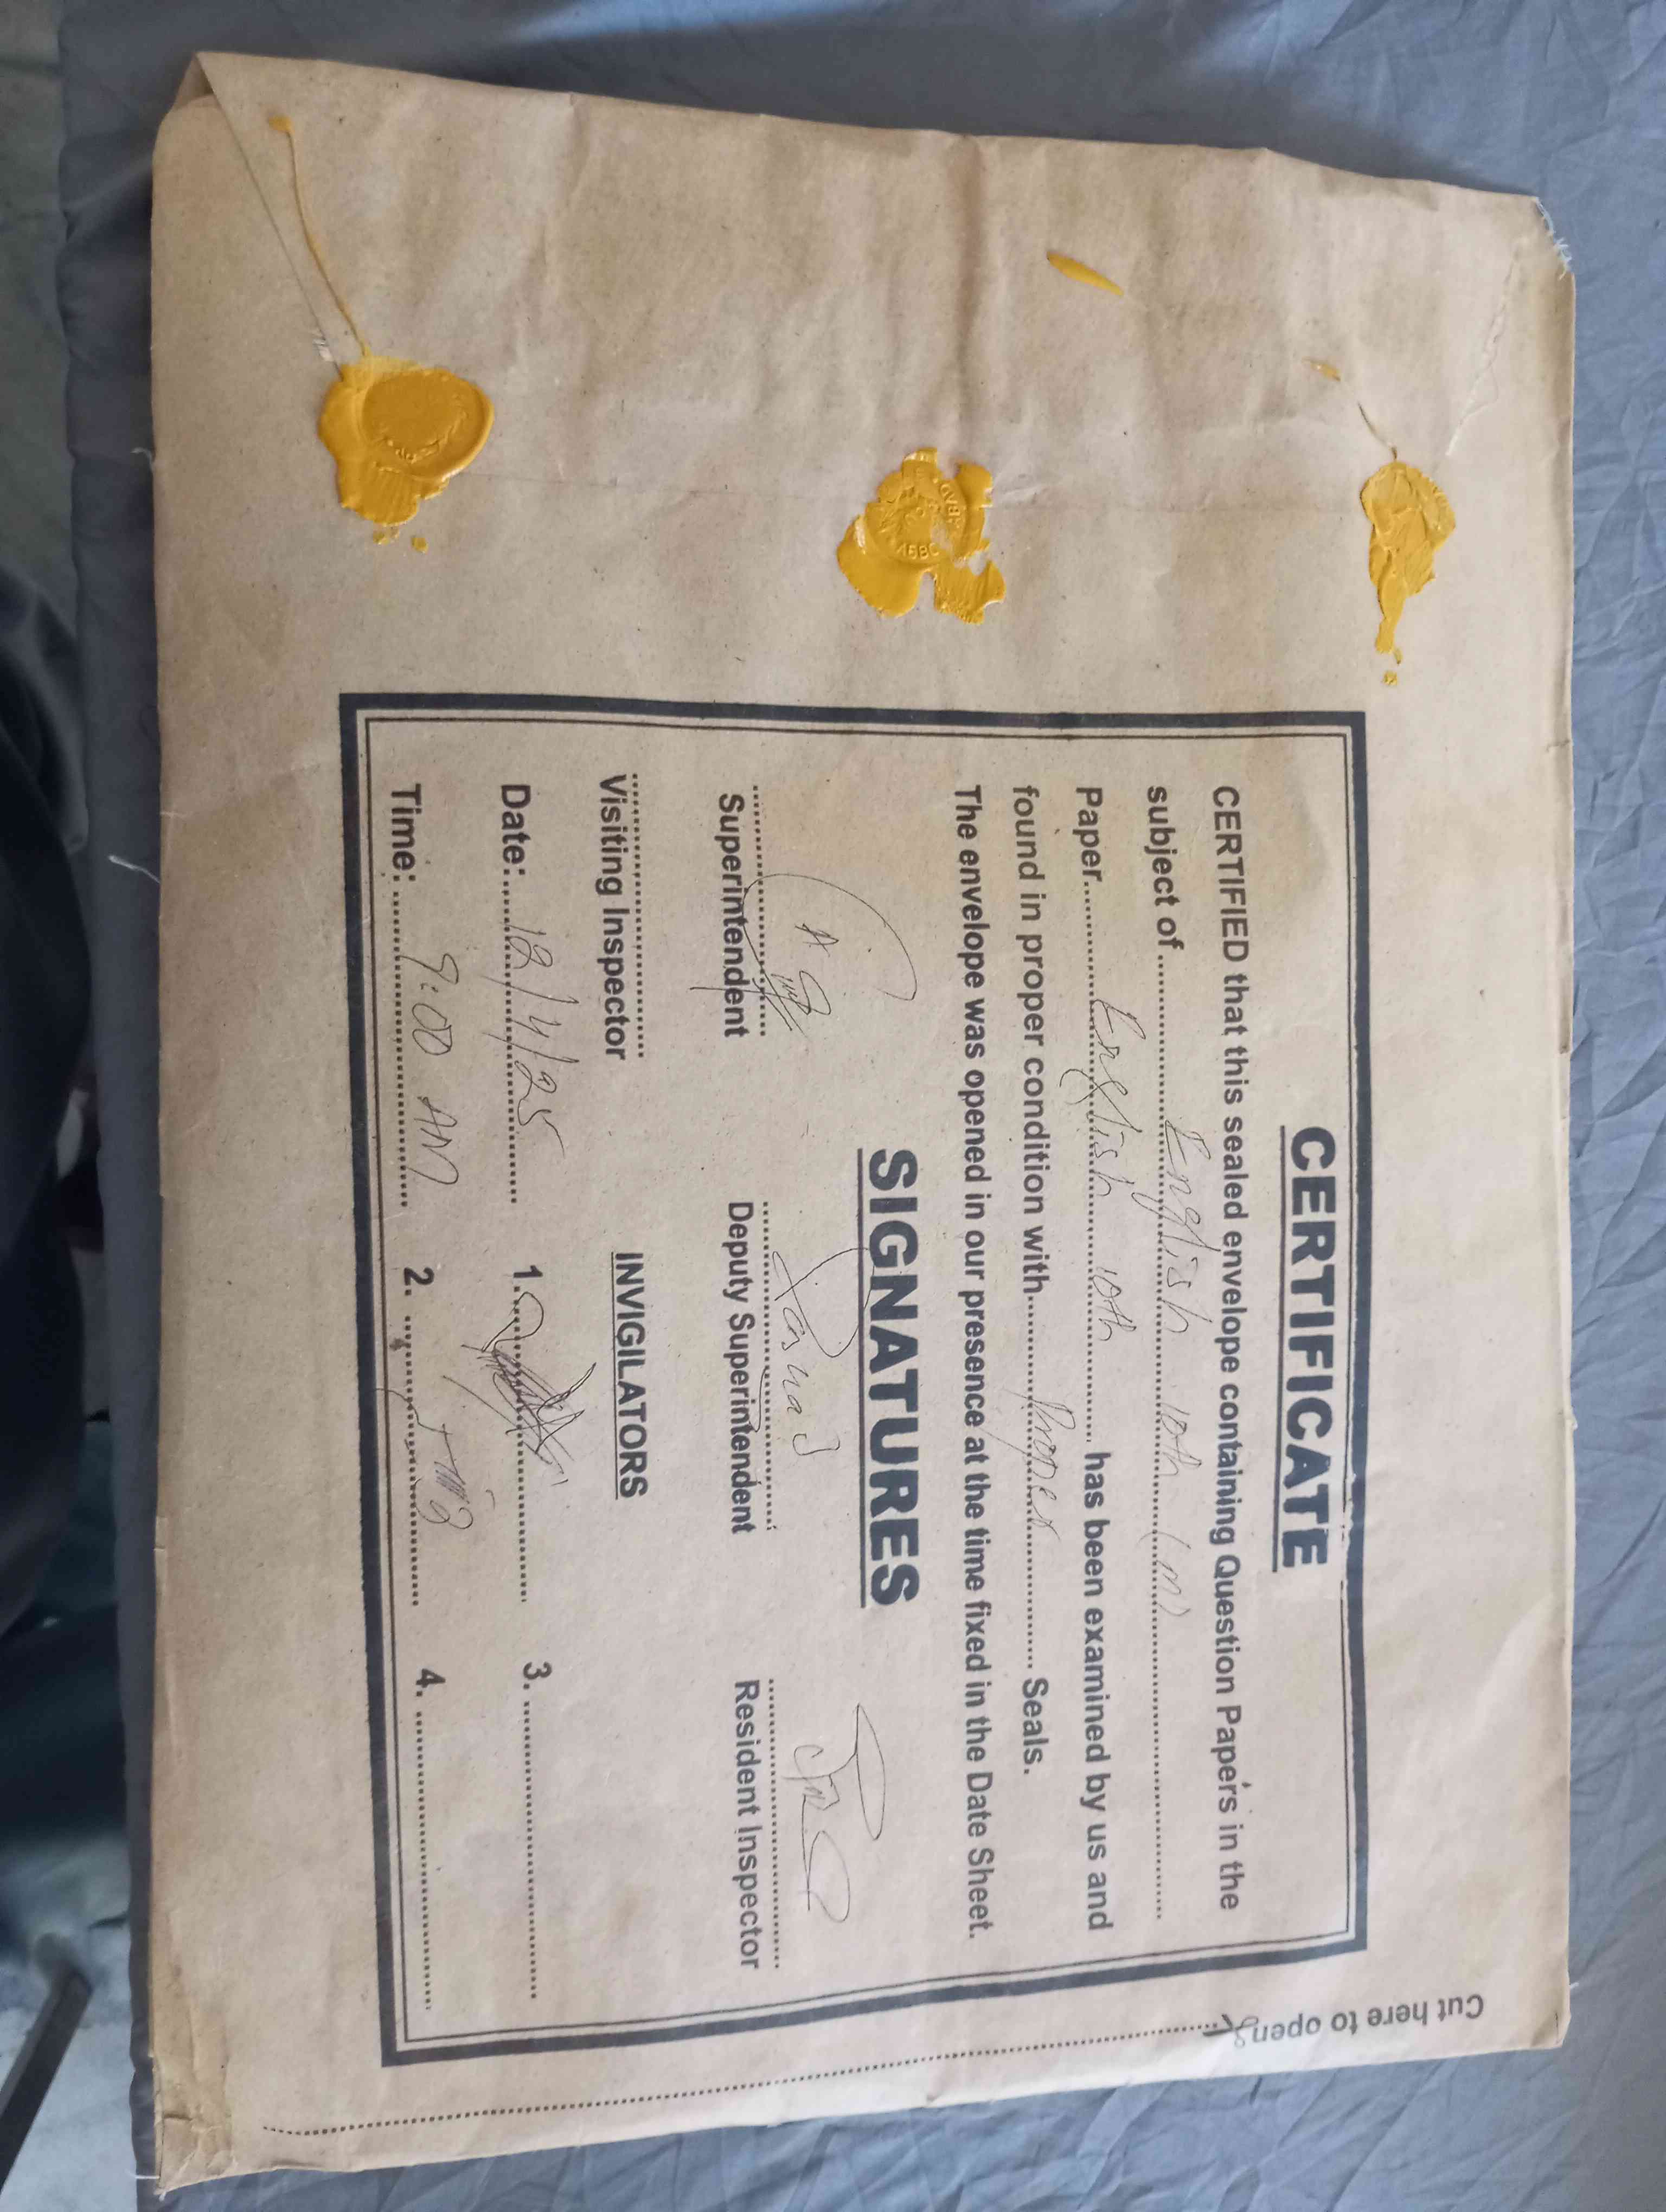 CERTIFICATE
CERTIFIED that this sealed envelope containing Question Papers in the
subject of English 10th (m)
Paper English 10th has been examined by us and
found in proper condition with Proper Seals.
The envelope was opened in our presence at the time fixed in the Date Sheet.
SIGNATURES
Superintendent Deputy Superintendent Resident Inspector
Visiting Inspector INVIGILATORS
Date: 12/4/25 1. 3.
Time: 9:00 AM 2. 4.
Cut here to open